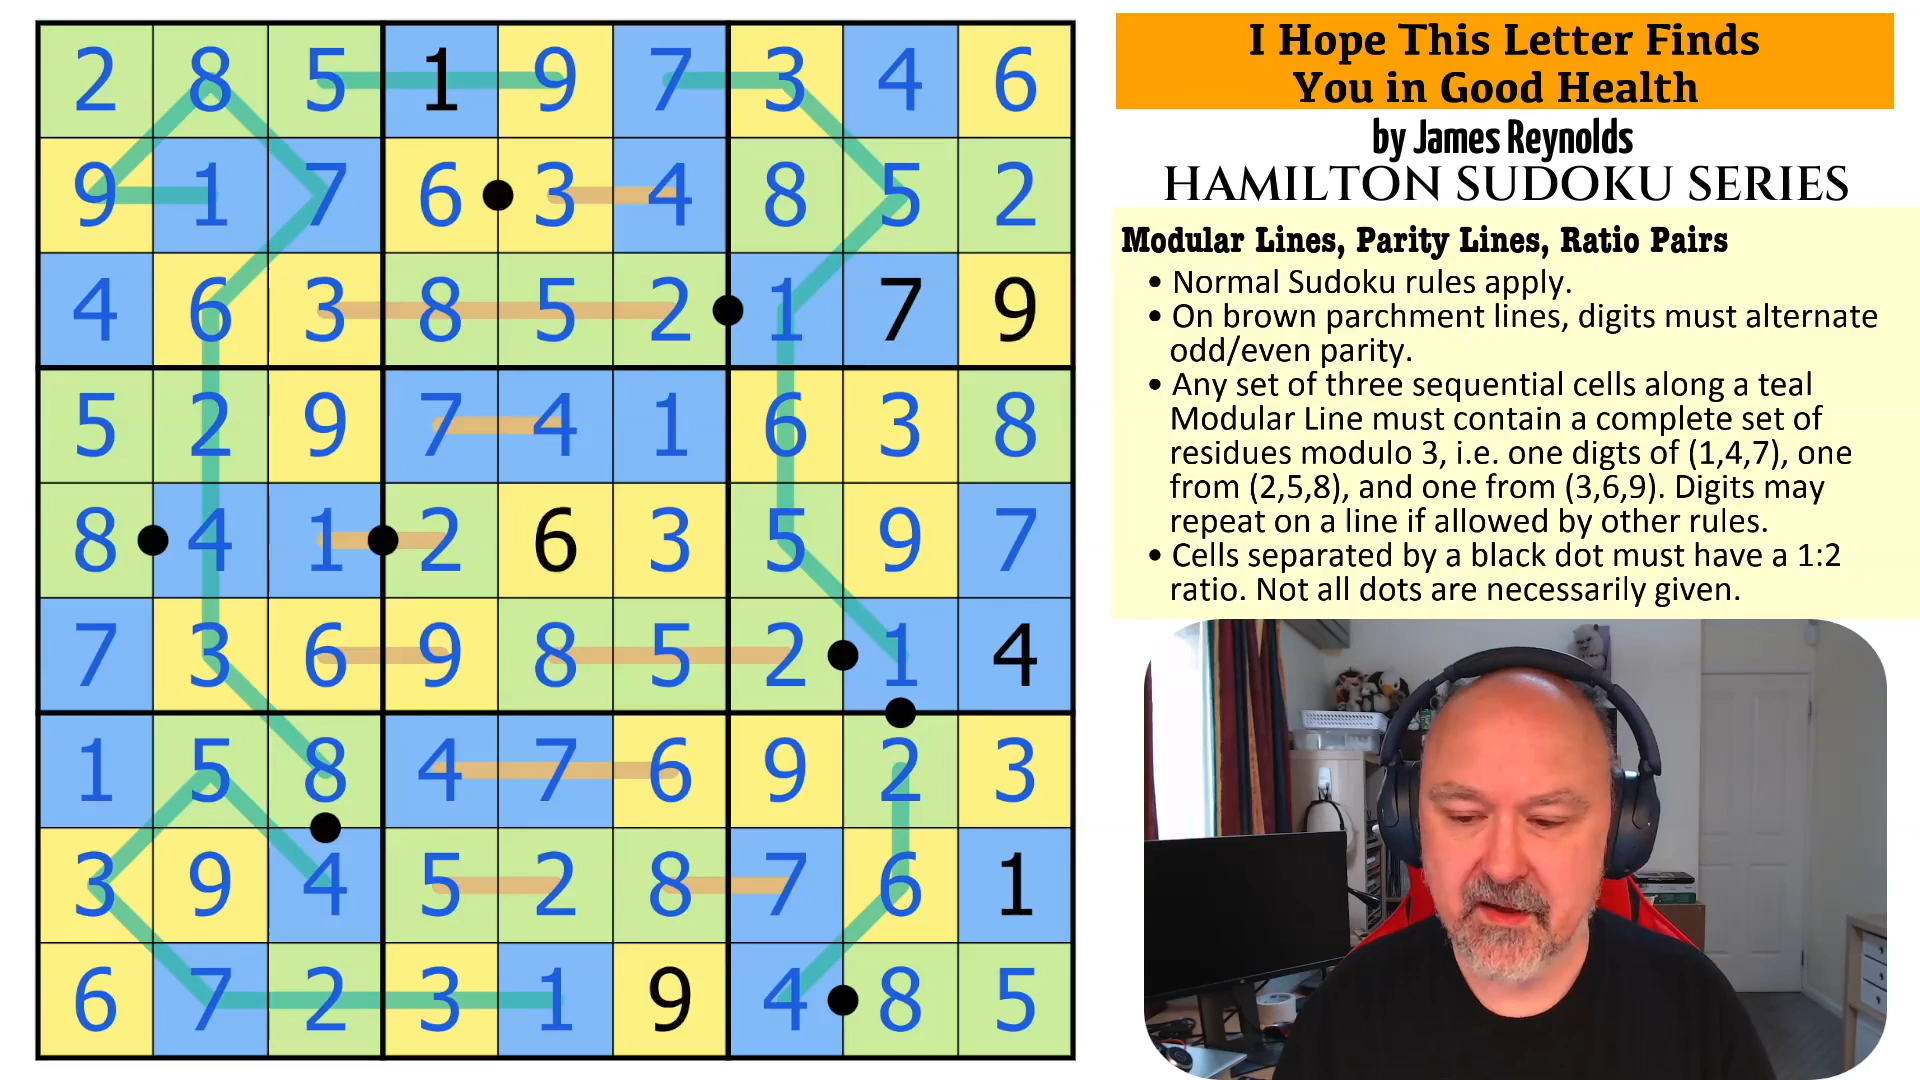 2 8 5 1 9 7 3 4 6
9 1 7 6 3 4 8 5 2
4 6 3 8 5 2 1 7 9
5 2 9 7 4 1 6 3 8
8 4 1 2 6 3 5 9 7
7 3 6 9 8 5 2 1 4
1 5 8 4 7 6 9 2 3
3 9 4 5 2 8 7 6 1
6 7 2 3 1 9 4 8 5
I Hope This Letter Finds
You in Good Health
by James Reynolds
HAMILTON SUDOKU SERIES
Modular Lines, Parity Lines, Ratio Pairs
• Normal Sudoku rules apply.
• On brown parchment lines, digits must alternate
odd/even parity.
• Any set of three sequential cells along a teal
Modular Line must contain a complete set of
residues modulo 3, i.e. one digts of (1,4,7), one
from (2,5,8), and one from (3,6,9). Digits may
repeat on a line if allowed by other rules.
• Cells separated by a black dot must have a 1:2
ratio. Not all dots are necessarily given.